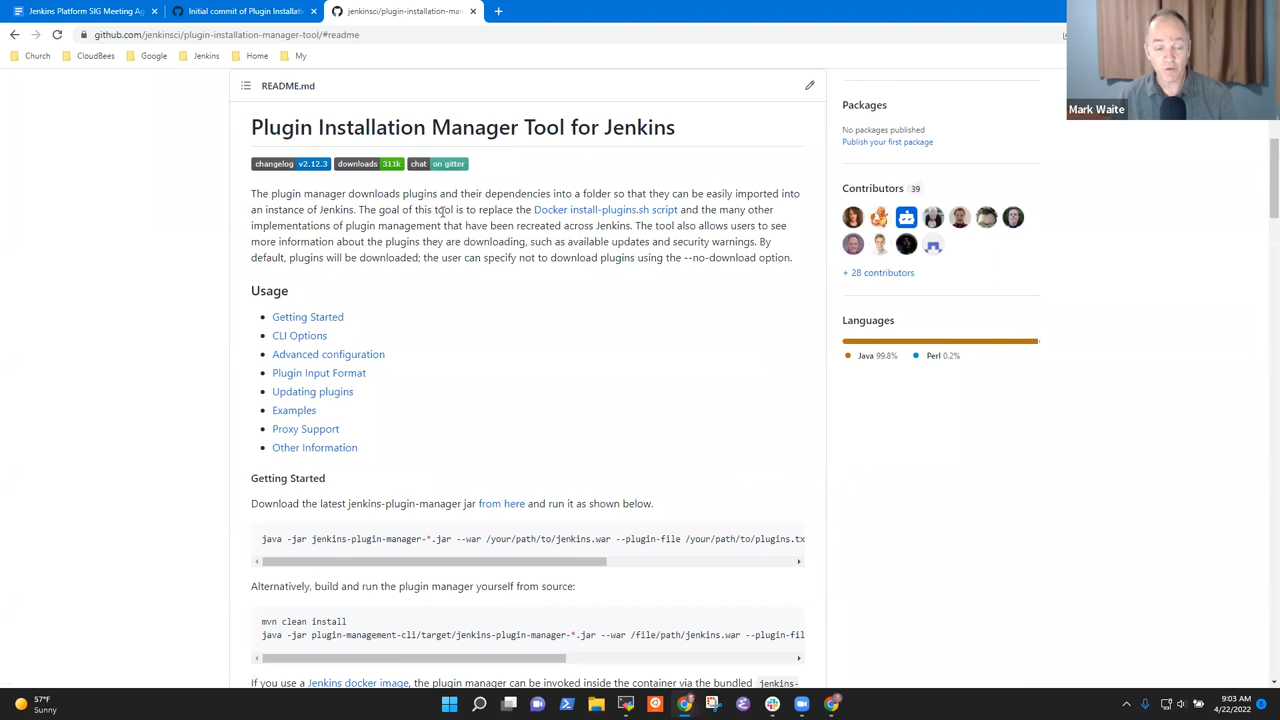 Jenkins Platform SIG Meeting Ag
Initial commit of Plugin Installati
jenkinsci/plugin-installation-ma
github.com/jenkinsci/plugin-installation-manager-tool/#readme
Church
CloudBees
Google
Jenkins
Home
My
README.md
Plugin Installation Manager Tool for Jenkins
changelog v2.12.3 downloads 311k chat on gitter
The plugin manager downloads plugins and their dependencies into a folder so that they can be easily imported into
an instance of Jenkins. The goal of this tool is to replace the Docker install-plugins.sh script and the many other
implementations of plugin management that have been recreated across Jenkins. The tool also allows users to see
more information about the plugins they are downloading, such as available updates and security warnings. By
default, plugins will be downloaded; the user can specify not to download plugins using the --no-download option.
Usage
Getting Started
CLI Options
Advanced configuration
Plugin Input Format
Updating plugins
Examples
Proxy Support
Other Information
Getting Started
Download the latest jenkins-plugin-manager jar from here and run it as shown below.
java -jar jenkins-plugin-manager-*.jar --war /your/path/to/jenkins.war --plugin-file /your/path/to/plugins.tx
Alternatively, build and run the plugin manager yourself from source:
mvn clean install
java -jar plugin-management-cli/target/jenkins-plugin-manager-*.jar --war /file/path/jenkins.war --plugin-fil
If you use a Jenkins docker image, the plugin manager can be invoked inside the container via the bundled jenkins-
Packages
No packages published
Publish your first package
Contributors 39
+ 28 contributors
Languages
Java 99.8%
Perl 0.2%
Mark Waite
57°F
Sunny
9:03 AM
4/22/2022